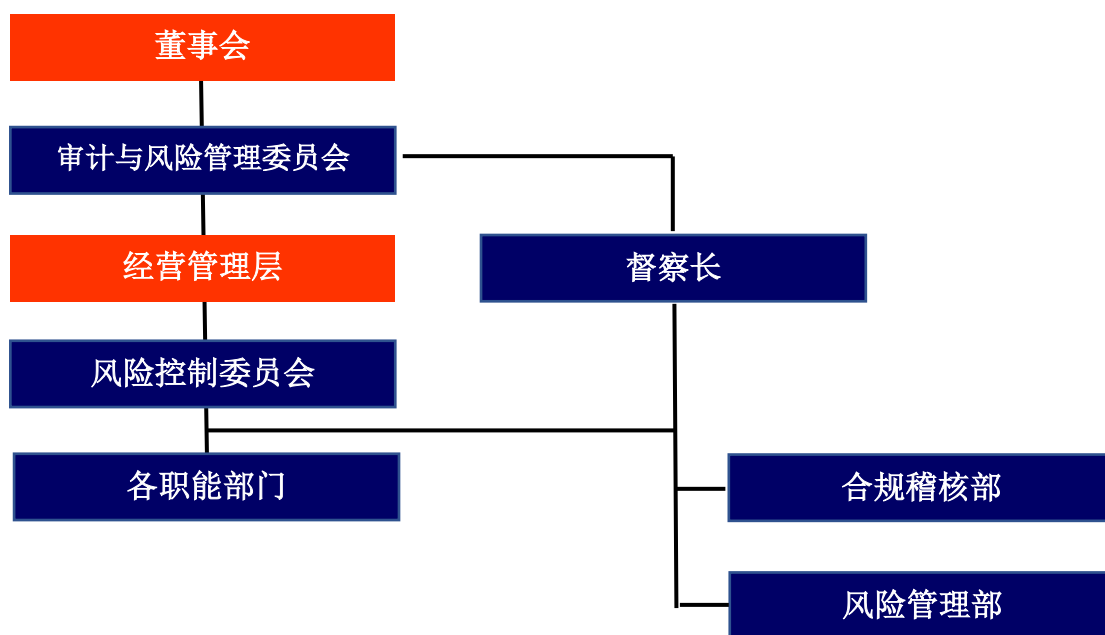 董事会
审计与风险管理委员会
经营管理层
督察长
风险控制委员会
各职能部门
合规稽核部
风险管理部